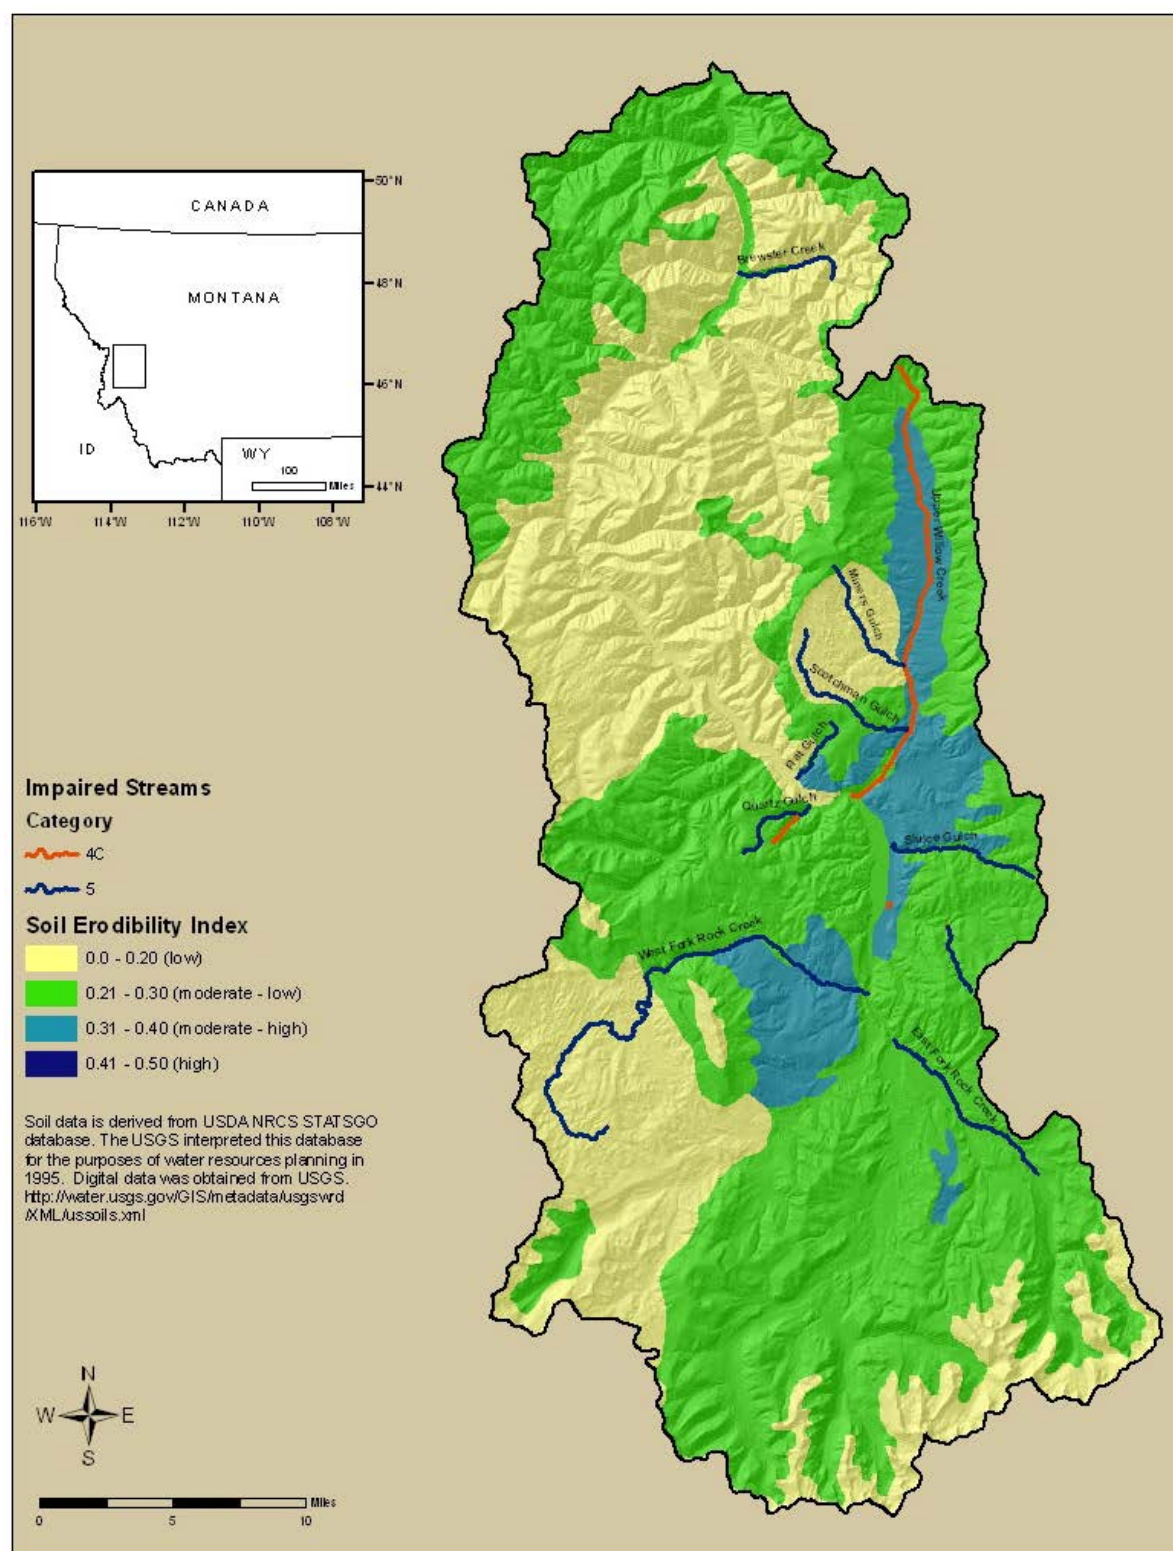 CANADA
MONTANA
ID
WY
100
Miles
50°N
48°N
46°N
44°N
116°W
114°W
112°W
110°W
108°W
Brewster Creek
Upper Willow Creek
Miners Gulch
Scotchman Gulch
Flat Gulch
Quartz Gulch
Sluice Gulch
West Fork Rock Creek
East Fork Rock Creek
Impaired Streams
Category
4C
5
Soil Erodibility Index
0.0 - 0.20 (low)
0.21 - 0.30 (moderate - low)
0.31 - 0.40 (moderate - high)
0.41 - 0.50 (high)
Soil data is derived from USDA NRCS STATSGO
database. The USGS interpreted this database
for the purposes of water resources planning in
1995. Digital data was obtained from USGS.
http://water.usgs.gov/GIS/metadata/usgswrd
/XML/ussoils.xml
N
W
E
S
Miles
0
5
10